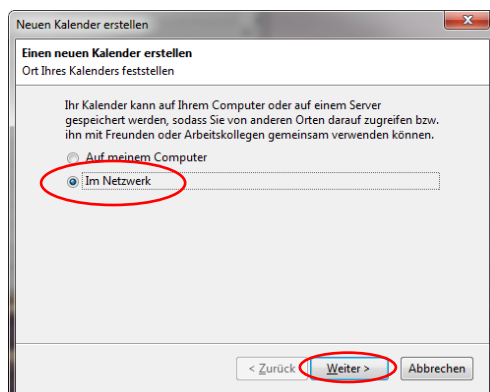 Neuen Kalender erstellen
Einen neuen Kalender erstellen
Ort Ihres Kalenders feststellen
Ihr Kalender kann auf Ihrem Computer oder auf einem Server
gespeichert werden, sodass Sie von anderen Orten darauf zugreifen bzw.
ihn mit Freunden oder Arbeitskollegen gemeinsam verwenden können.
Auf meinem Computer
Im Netzwerk
< Zurück Weiter > Abbrechen